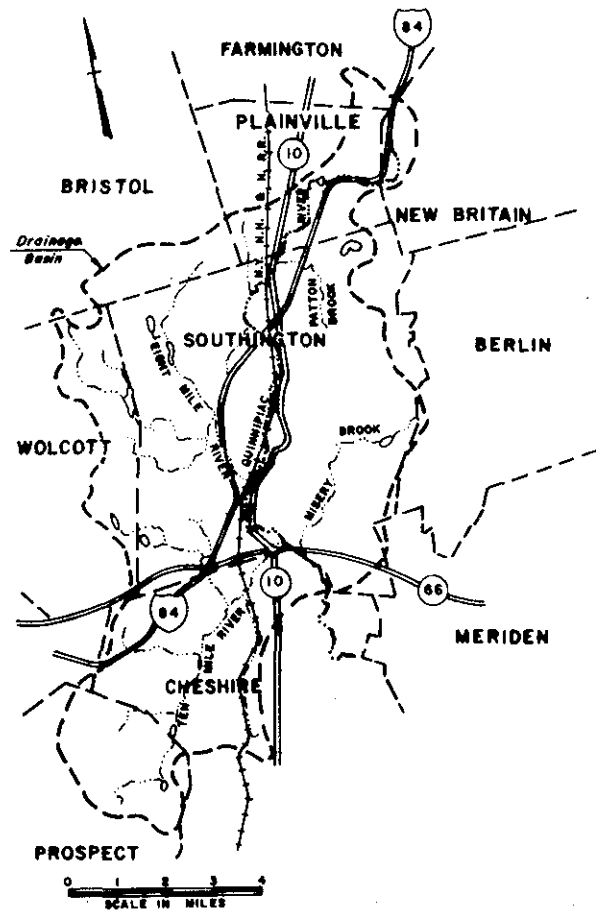 84
FARMINGTON
PLAINVILLE
10
BRISTOL
N.Y. N.H. & H. R.R.
RIVER
NEW BRITAIN
Drainage
Basin
PATTON
BROOK
SOUTHINGTON
BERLIN
EIGHT MILE
RIVER
QUINNIPIAC
WOLCOTT
BROOK
MISERY
10
66
84
TEN MILE RIVER
MERIDEN
CHESHIRE
PROSPECT
0 1 2 3 4
SCALE IN MILES